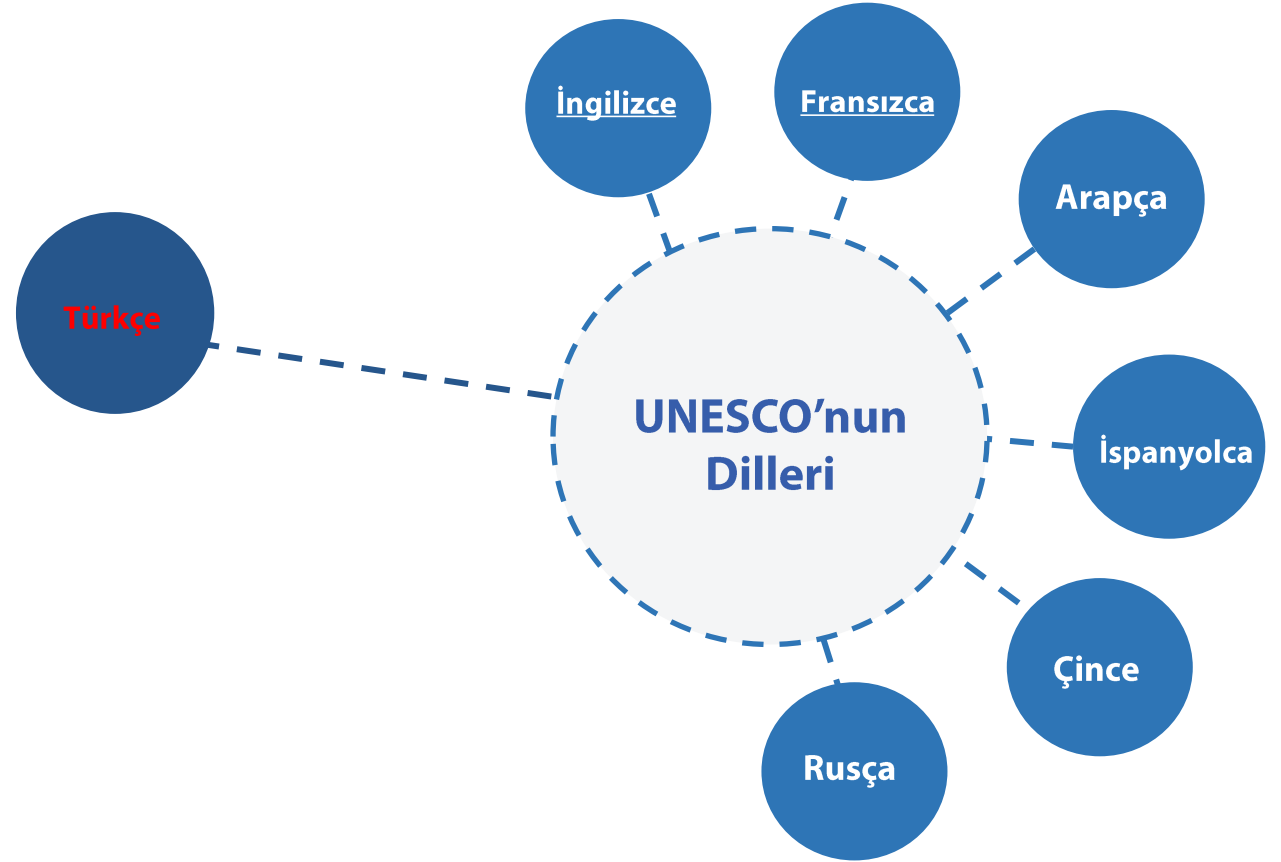 İngilizce
Fransızca
Arapça
Türkçe
UNESCO’nun
Dilleri
İspanyolca
Çince
Rusça